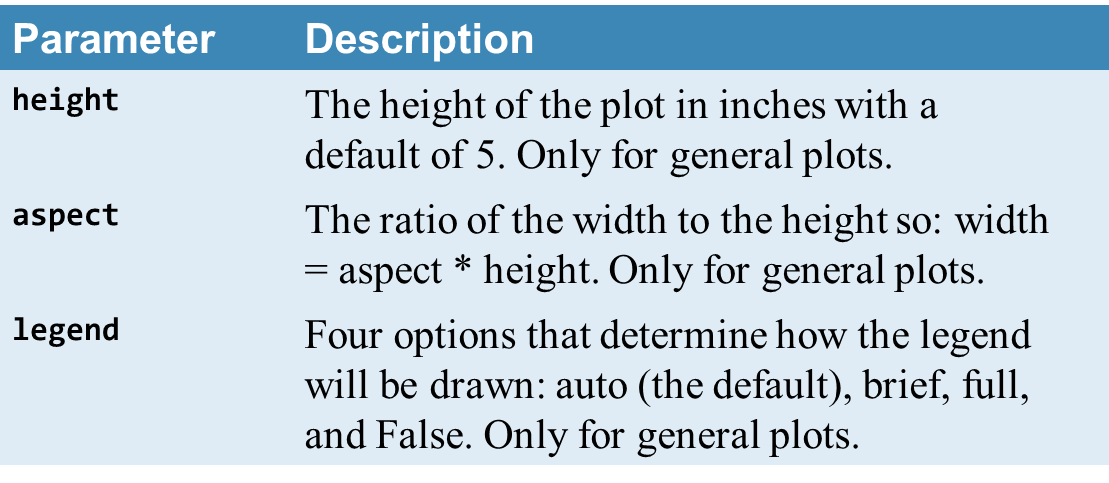 Parameter Description
height The height of the plot in inches with a
default of 5. Only for general plots.
aspect The ratio of the width to the height so: width
= aspect * height. Only for general plots.
legend Four options that determine how the legend
will be drawn: auto (the default), brief, full,
and False. Only for general plots.